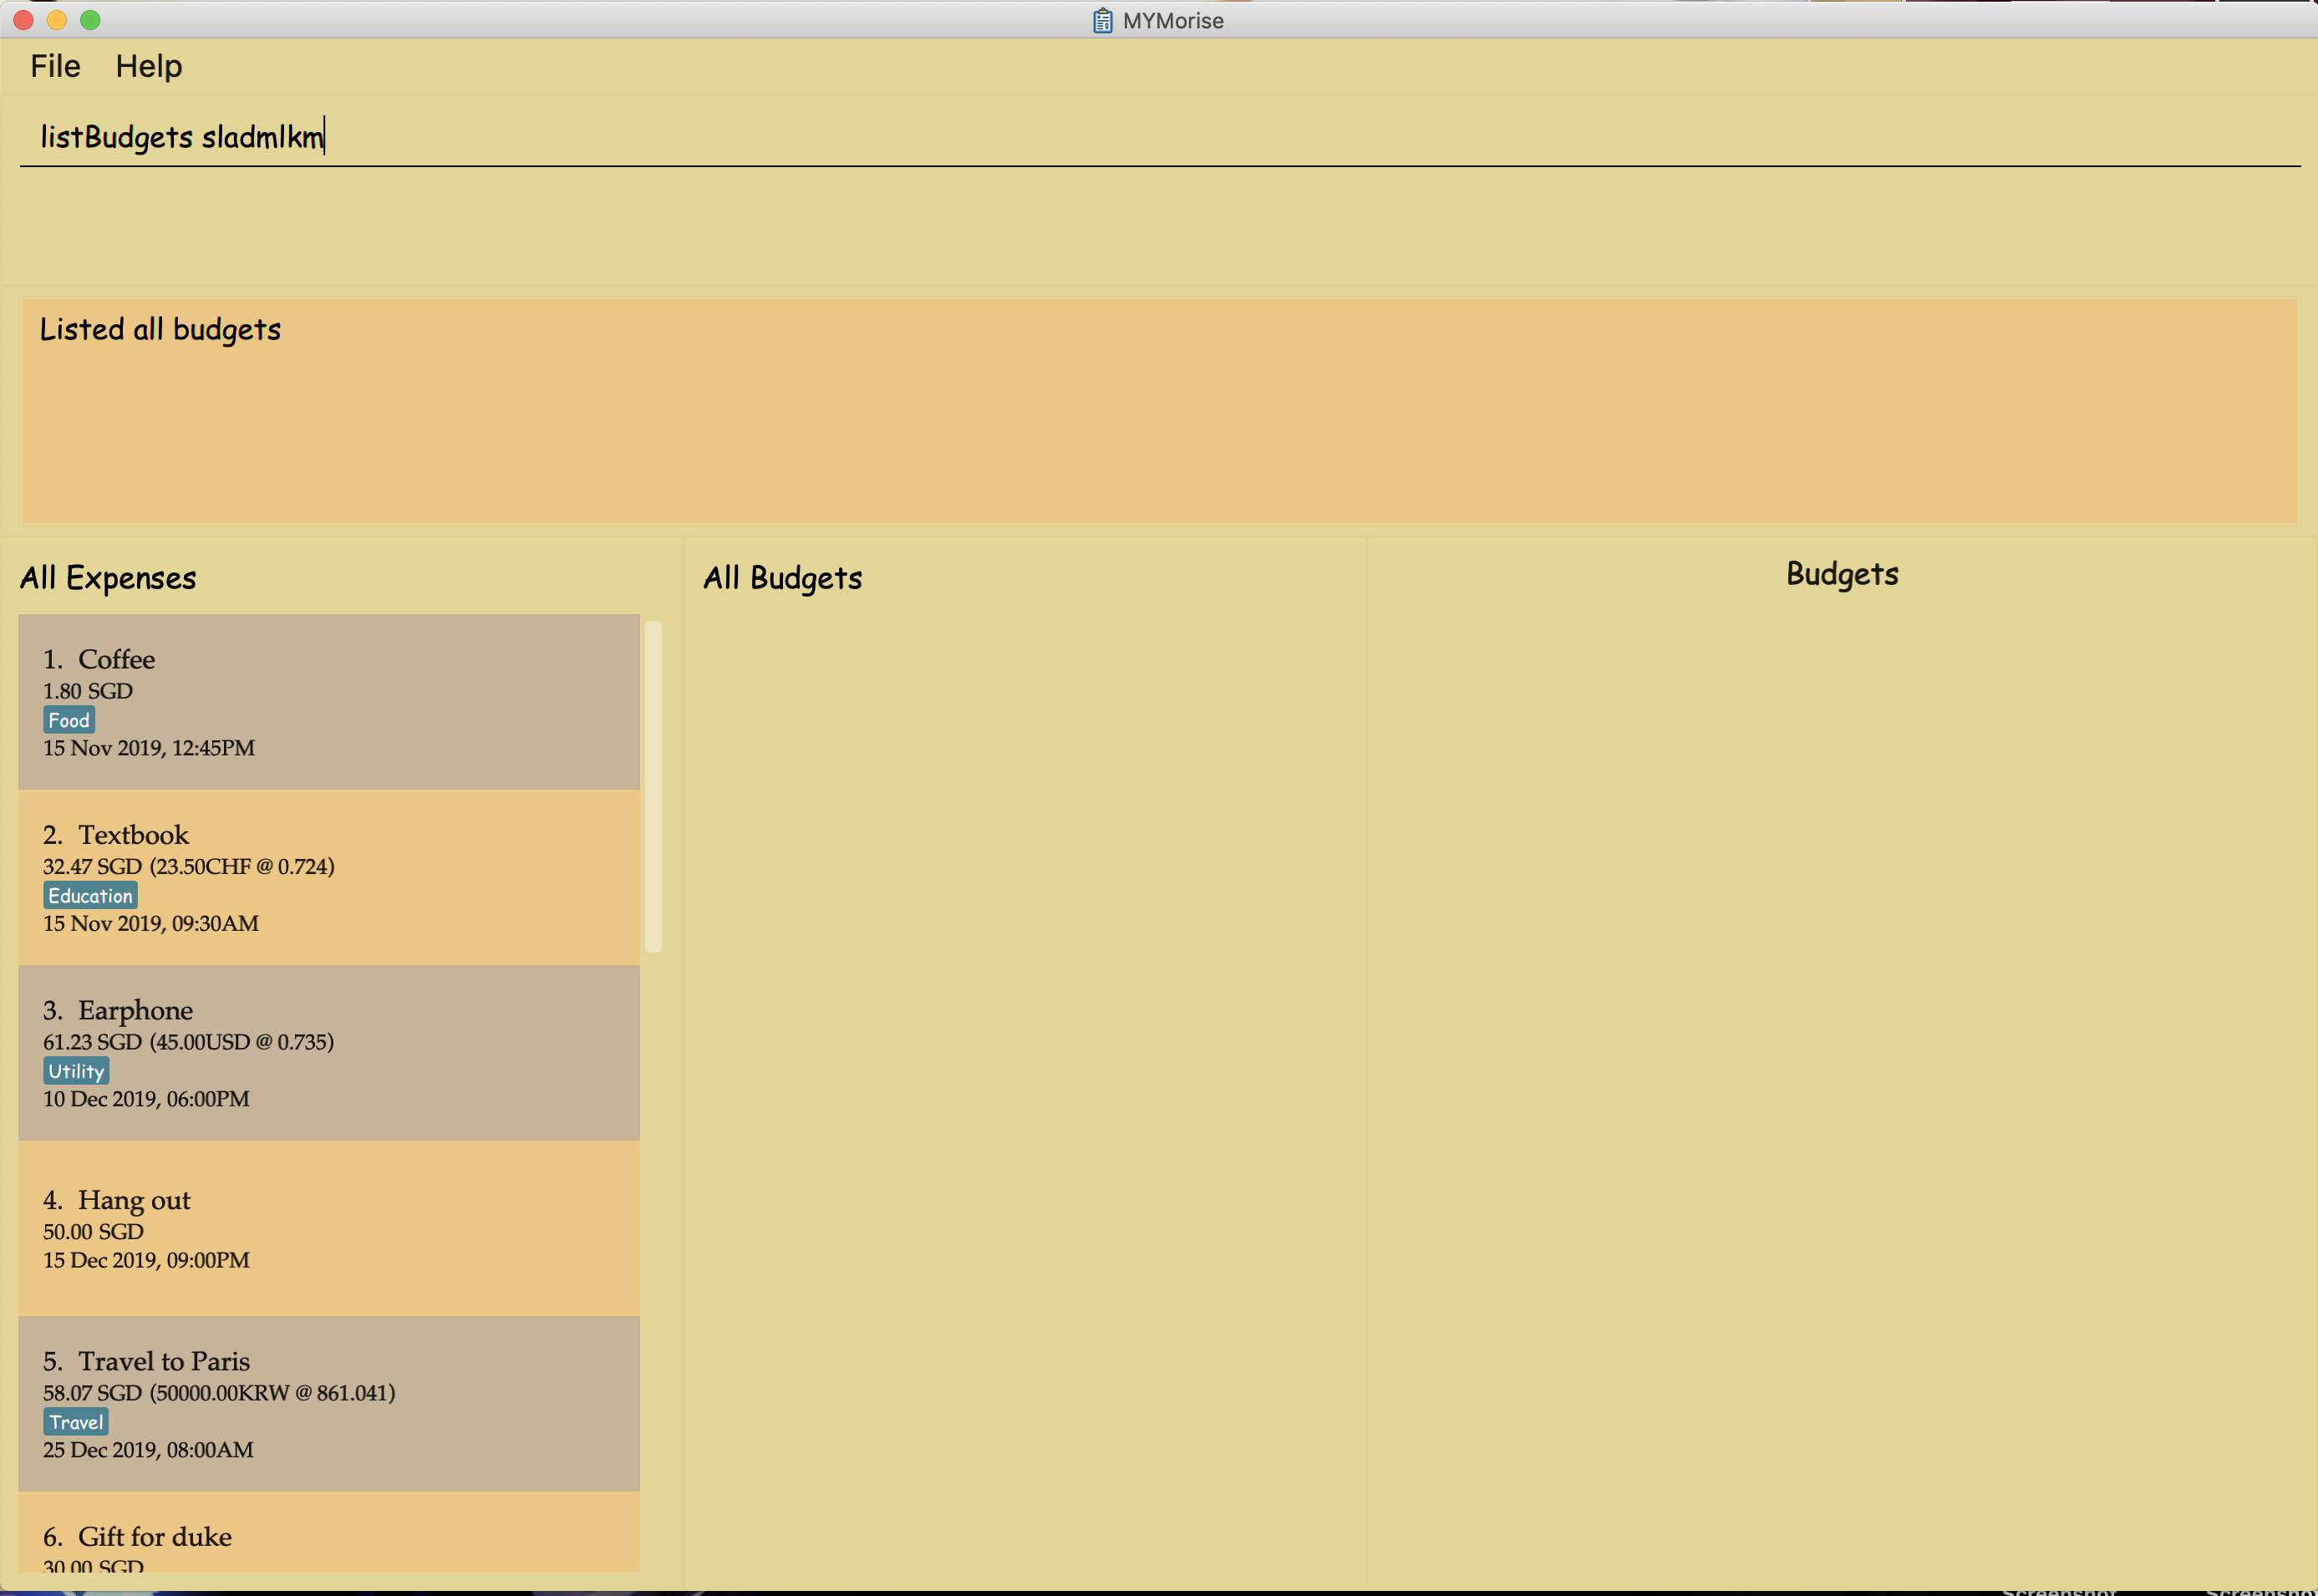 MYMorise
File Help
listBudgets sladmlkm
Listed all budgets
All Expenses
1. Coffee
1.80 SGD
Food
15 Nov 2019, 12:45PM
2. Textbook
32.47 SGD (23.50CHF @ 0.724)
Education
15 Nov 2019, 09:30AM
3. Earphone
61.23 SGD (45.00USD @ 0.735)
Utility
10 Dec 2019, 06:00PM
4. Hang out
50.00 SGD
15 Dec 2019, 09:00PM
5. Travel to Paris
58.07 SGD (50000.00KRW @ 861.041)
Travel
25 Dec 2019, 08:00AM
6. Gift for duke
30.00 SGD
All Budgets
Budgets